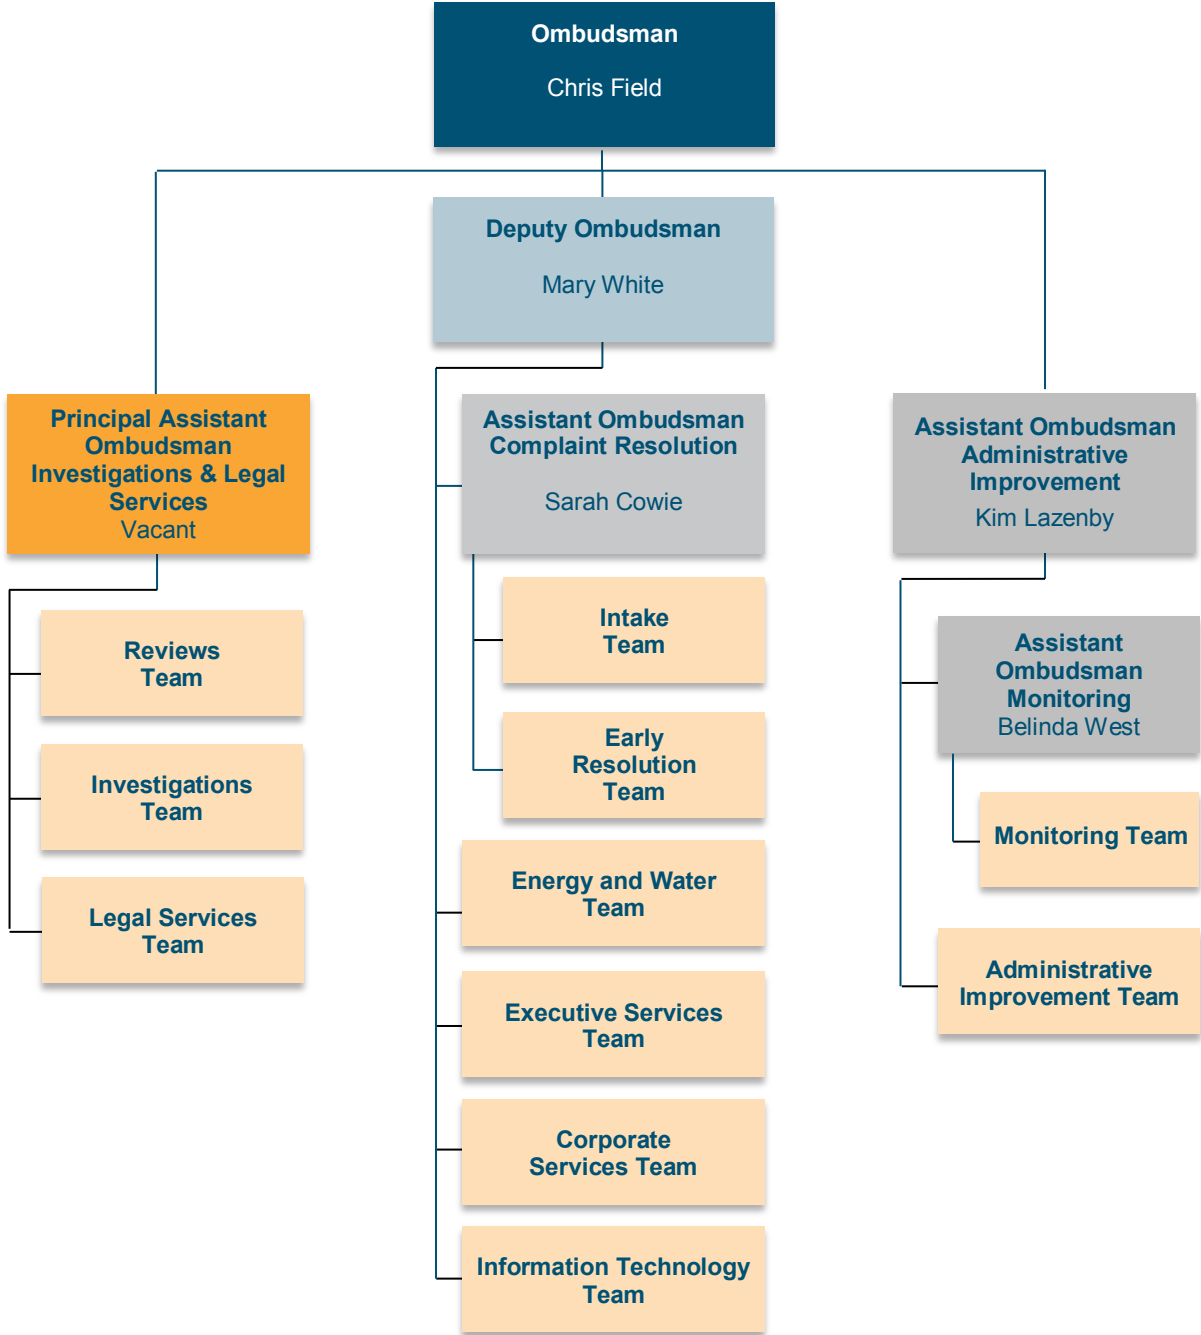 Ombudsman
Chris Field
Deputy Ombudsman
Mary White
Principal Assistant
Ombudsman
Investigations & Legal
Services
Vacant
Reviews
Team
Investigations
Team
Legal Services
Team
Assistant Ombudsman
Complaint Resolution
Sarah Cowie
Intake
Team
Early
Resolution
Team
Energy and Water
Team
Executive Services
Team
Corporate
Services Team
Information Technology
Team
Assistant Ombudsman
Administrative
Improvement
Kim Lazenby
Assistant
Ombudsman
Monitoring
Belinda West
Monitoring Team
Administrative
Improvement Team